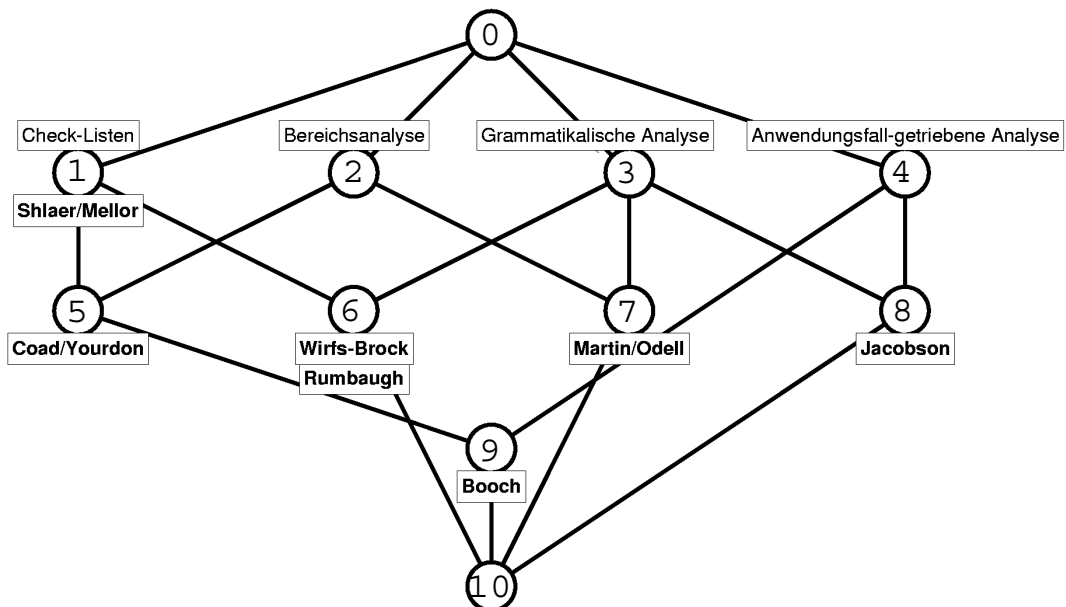 0
Check-Listen
Bereichsanalyse
Grammatikalische Analyse
Anwendungsfall-getriebene Analyse
1
2
3
4
Shlaer/Mellor
5
6
7
8
Coad/Yourdon
Wirfs-Brock
Martin/Odell
Jacobson
Rumbaugh
9
Booch
10